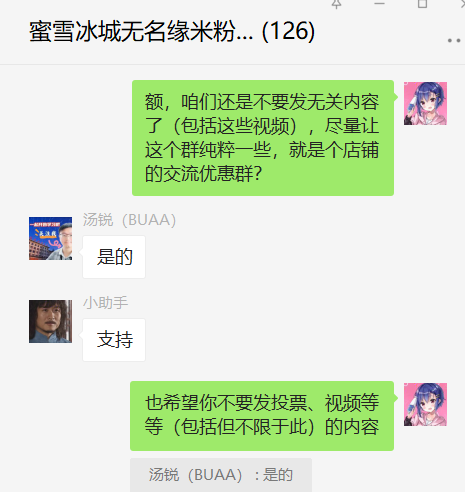 蜜雪冰城无名缘米粉... (126)
额，咱们还是不要发无关内容
了（包括这些视频），尽量让
这个群纯粹一些，就是个店铺
的交流优惠群？
汤锐（BUAA）
是的
小助手
支持
也希望你不要发投票、视频等
等（包括但不限于此）的内容
汤锐（BUAA）：是的